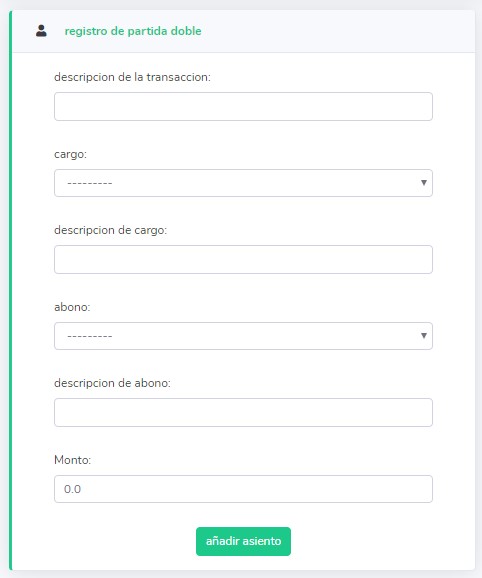 registro de partida doble
descripcion de la transaccion:
cargo:
---------
descripcion de cargo:
abono:
---------
descripcion de abono:
Monto:
0.0
añadir asiento